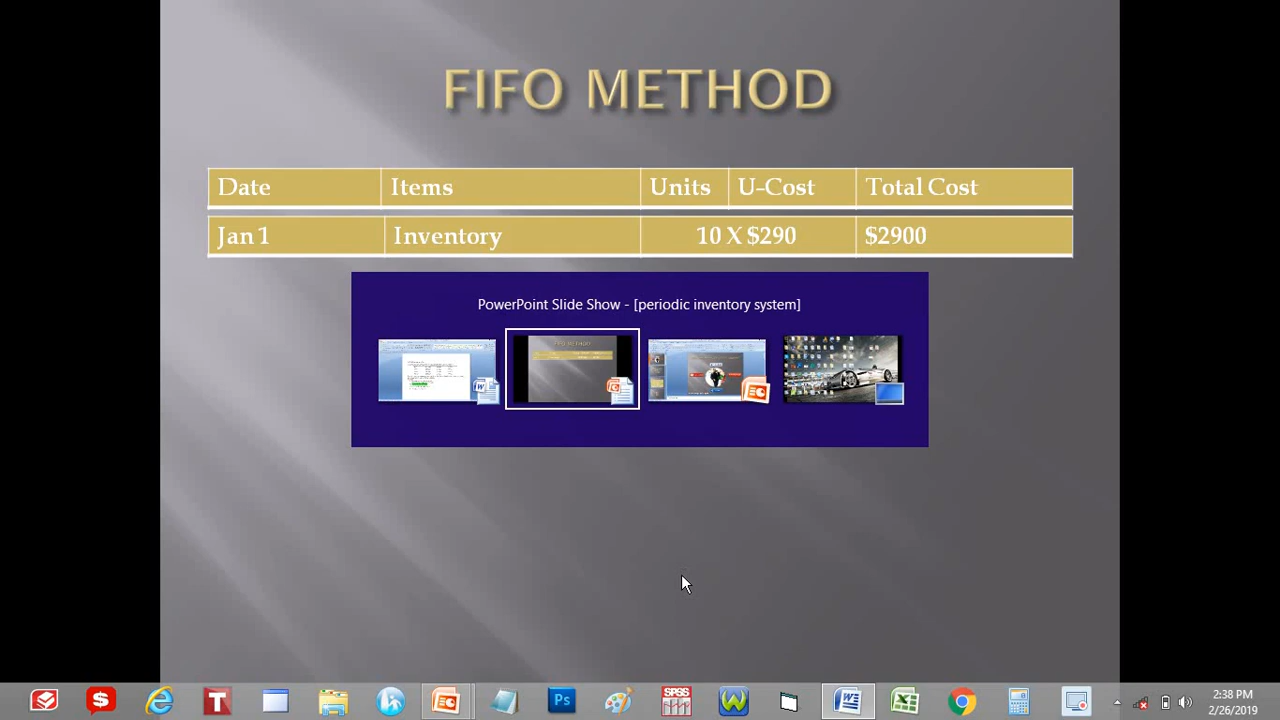 FIFO METHOD
Date Items Units U-Cost Total Cost
Jan 1 Inventory 10 X $290 $2900
PowerPoint Slide Show - [periodic inventory system]
SPSS
2:38 PM
2/26/2019